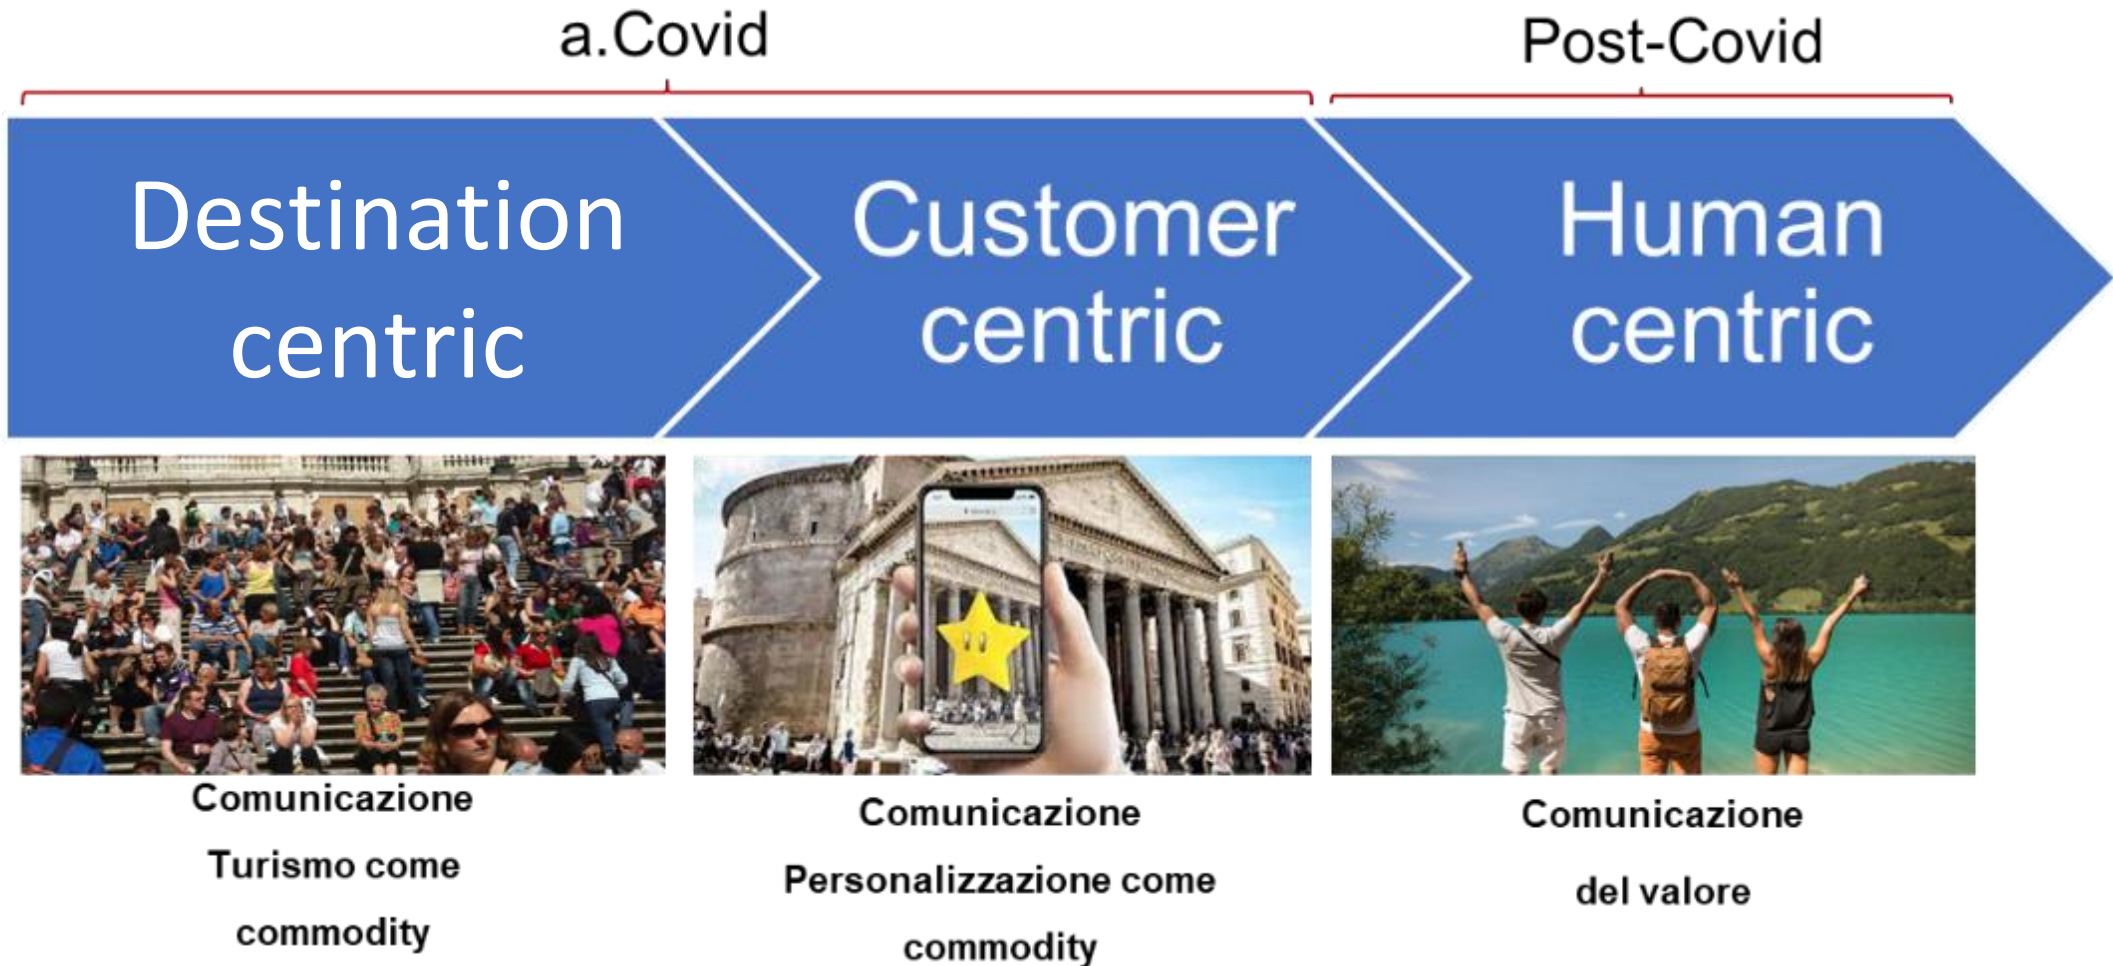 a.Covid
Post-Covid
Destination
centric
Customer
centric
Human
centric
Comunicazione
Turismo come
commodity
Comunicazione
Personalizzazione come
commodity
Comunicazione
del valore